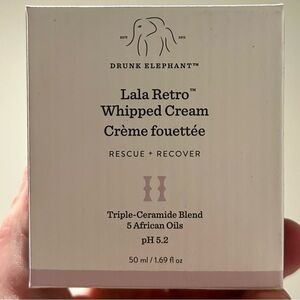 DRUNK ELEPHANT™
Lala Retro™
Whipped Cream
Crème fouettée
RESCUE + RECOVER
Triple-Ceramide Blend
5 African Oils
pH 5.2
50 ml / 1.69 fl oz